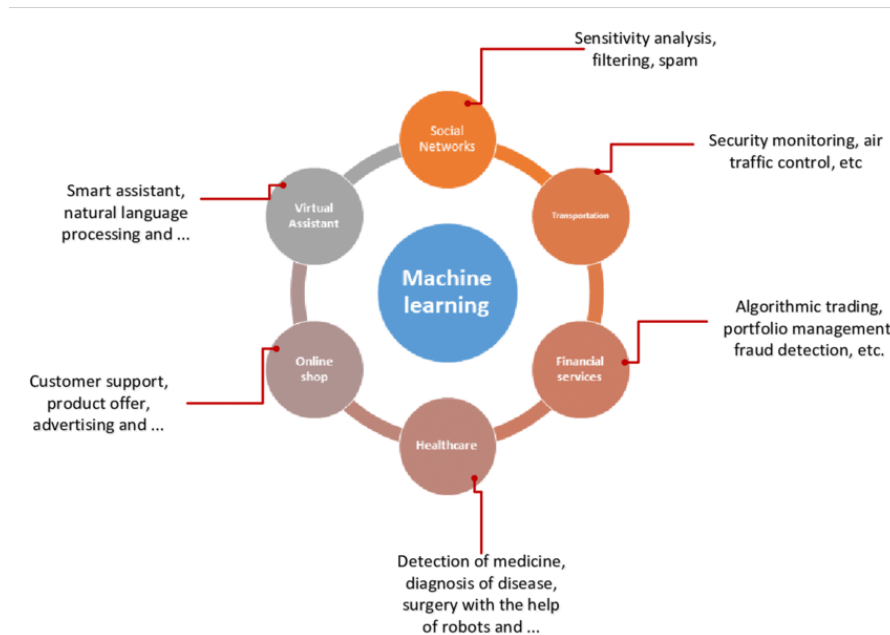 Sensitivity analysis,
filtering, spam
Social
Networks
Security monitoring, air
traffic control, etc
Transportation
Smart assistant,
natural language
processing and ...
Virtual
Assistant
Machine
learning
Algorithmic trading,
portfolio management
fraud detection, etc.
Financial
services
Online
shop
Customer support,
product offer,
advertising and ...
Healthcare
Detection of medicine,
diagnosis of disease,
surgery with the help
of robots and ...